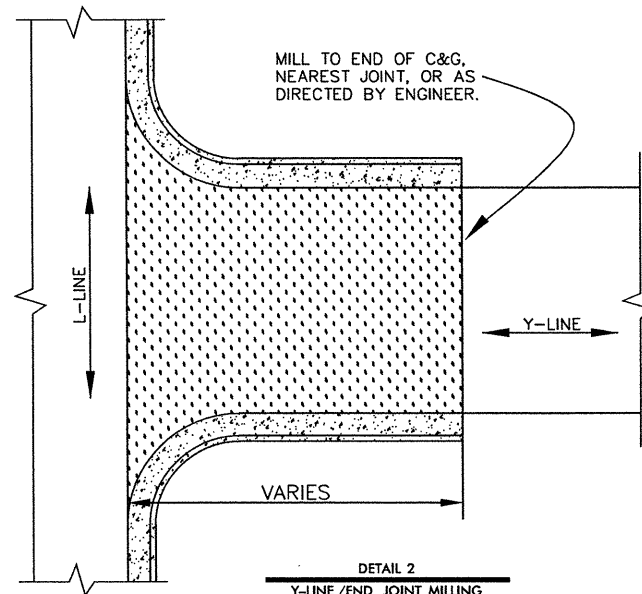 MILL TO END OF C&G,
NEAREST JOINT, OR AS
DIRECTED BY ENGINEER.
L-LINE
Y-LINE
VARIES
DETAIL 2
Y-LINE/END JOINT MILLING